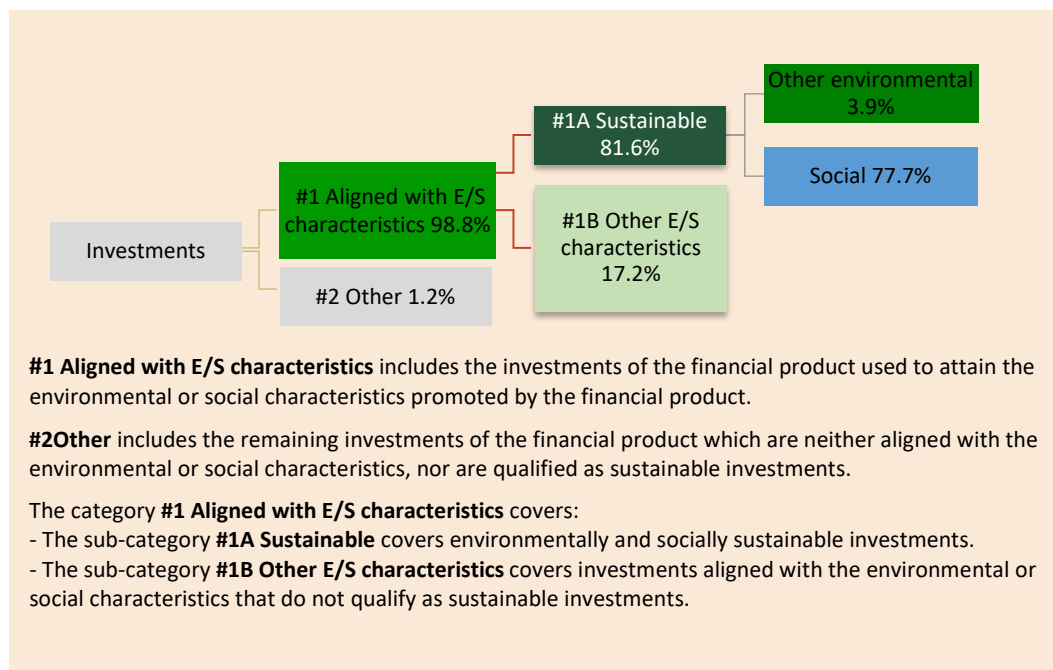 Other environmental
3.9%
#1A Sustainable
81.6%
Social 77.7%
#1 Aligned with E/S
characteristics 98.8%
#1B Other E/S
characteristics
17.2%
Investments
#2 Other 1.2%
#1 Aligned with E/S characteristics includes the investments of the financial product used to attain the
environmental or social characteristics promoted by the financial product.
#2Other includes the remaining investments of the financial product which are neither aligned with the
environmental or social characteristics, nor are qualified as sustainable investments.
The category #1 Aligned with E/S characteristics covers:
- The sub-category #1A Sustainable covers environmentally and socially sustainable investments.
- The sub-category #1B Other E/S characteristics covers investments aligned with the environmental or
social characteristics that do not qualify as sustainable investments.